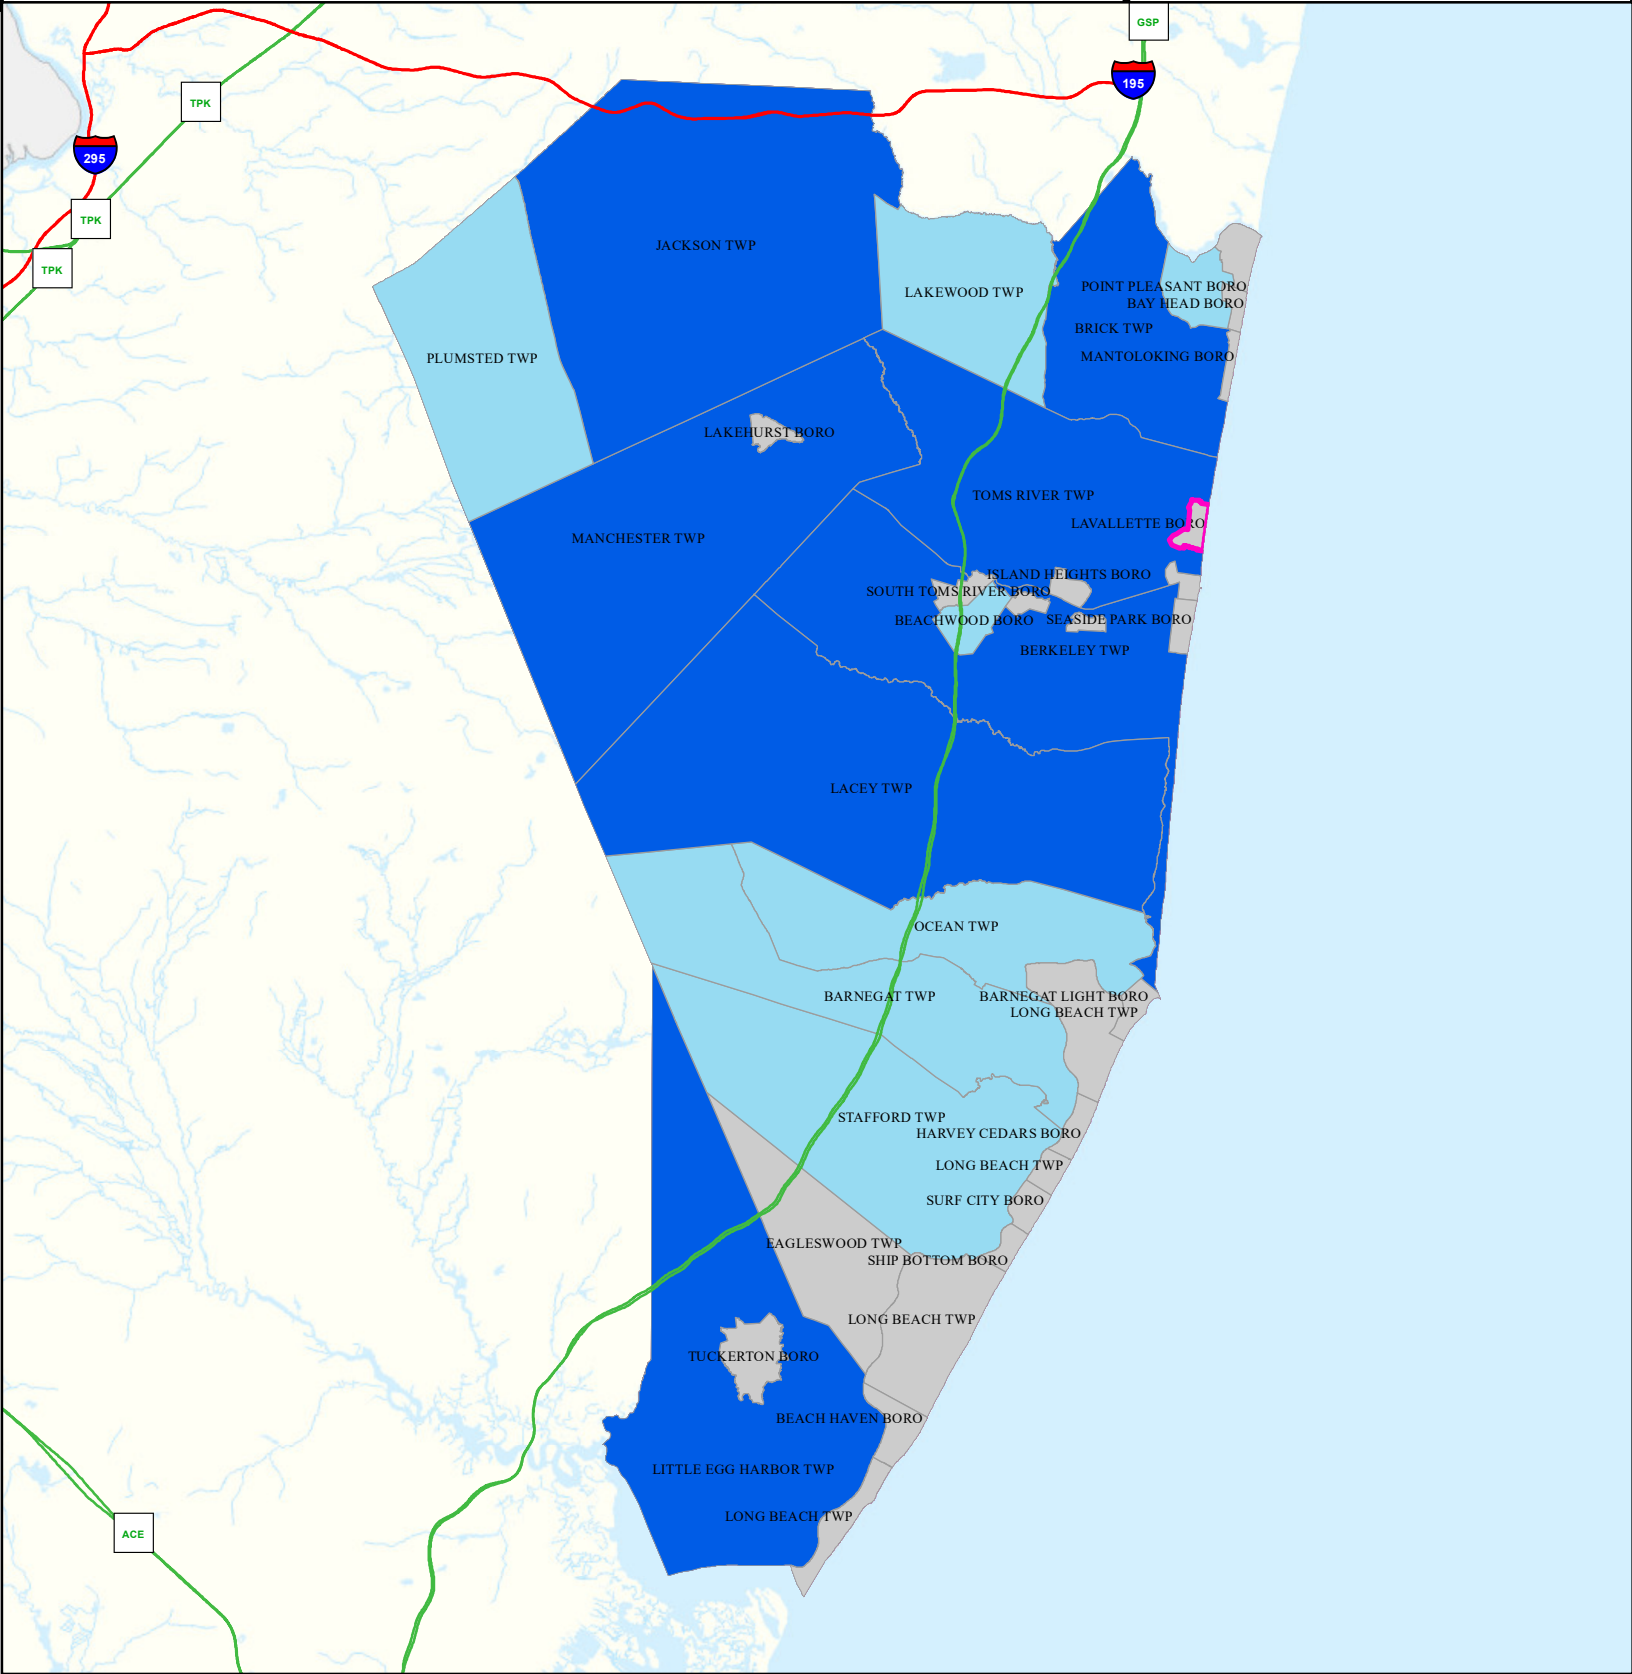 GSP
195
TPK
295
TPK
TPK
JACKSON TWP
LAKEWOOD TWP
POINT PLEASANT BORO
BAY HEAD BORO
BRICK TWP
MANTOLOKING BORO
PLUMSTED TWP
LAKEHURST BORO
TOMS RIVER TWP
LAVALLETTE BORO
MANCHESTER TWP
ISLAND HEIGHTS BORO
SOUTH TOMS RIVER BORO
BEACHWOOD BORO
SEASIDE PARK BORO
BERKELEY TWP
LACEY TWP
OCEAN TWP
BARNEGAT TWP
BARNEGAT LIGHT BORO
LONG BEACH TWP
STAFFORD TWP
HARVEY CEDARS BORO
LONG BEACH TWP
SURF CITY BORO
EAGLESWOOD TWP
SHIP BOTTOM BORO
LONG BEACH TWP
TUCKERTON BORO
BEACH HAVEN BORO
LITTLE EGG HARBOR TWP
LONG BEACH TWP
ACE